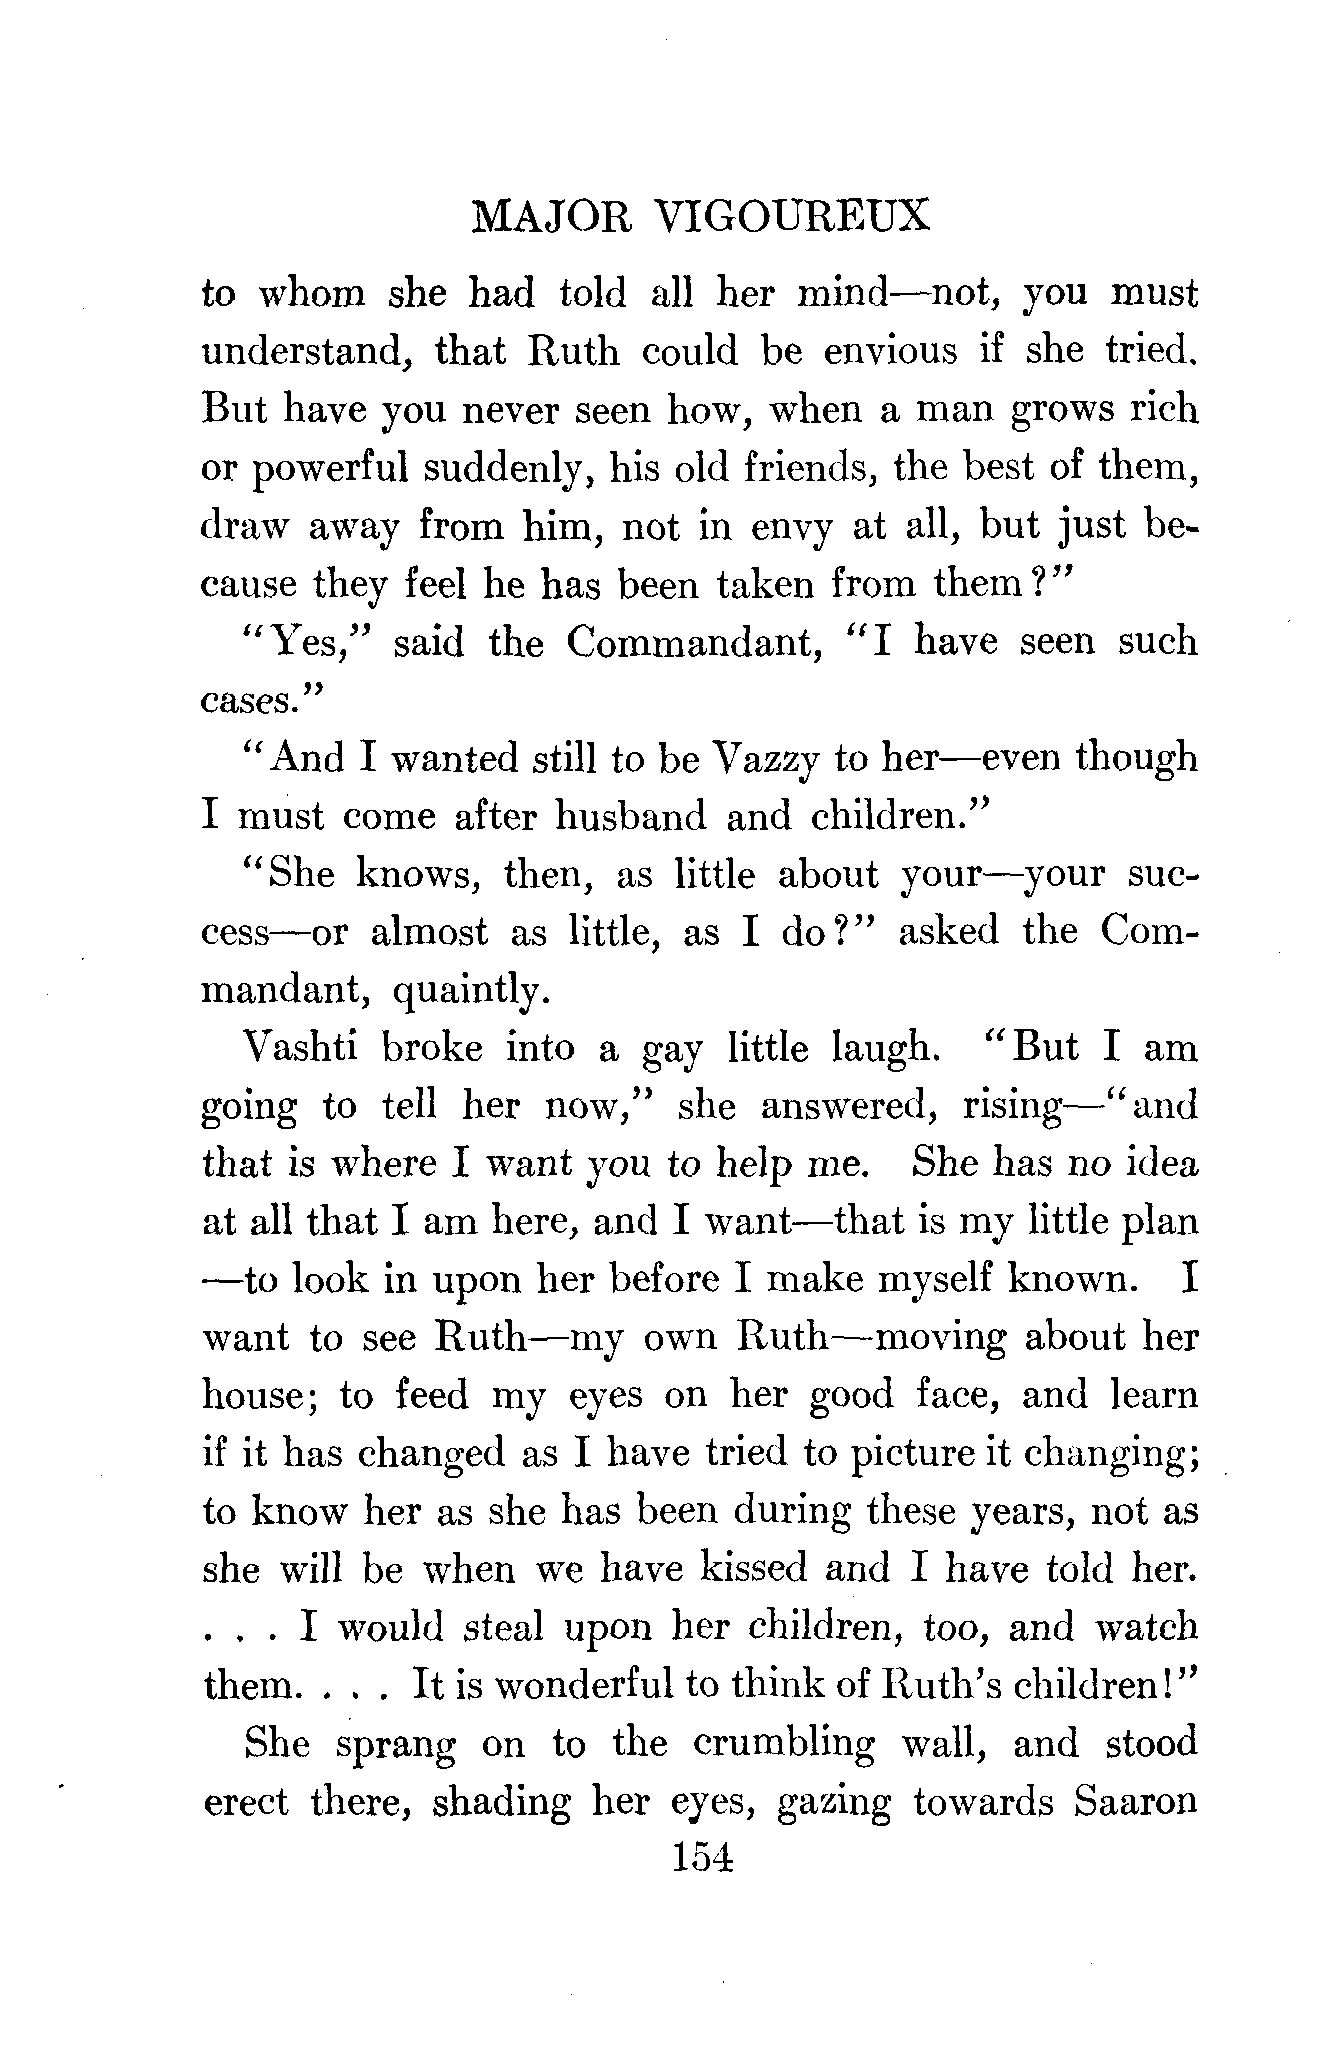 MAJOR VIGOUREUX
to whom she had told all her mind—not, you must
understand, that Ruth could be envious if she tried.
But have you never seen how, when a man grows rich
or powerful suddenly, his old friends, the best of them,
draw away from him, not in envy at all, but just be-
cause they feel he has been taken from them?"
"Yes," said the Commandant, "I have seen such
cases."
"And I wanted still to be Vazzy to her—even though
I must come after husband and children."
"She knows, then, as little about your—your suc-
cess—or almost as little, as I do?" asked the Com-
mandant, quaintly.
Vashti broke into a gay little laugh. "But I am
going to tell her now," she answered, rising—"and
that is where I want you to help me. She has no idea
at all that I am here, and I want—that is my little plan
—to look in upon her before I make myself known. I
want to see Ruth—my own Ruth—moving about her
house; to feed my eyes on her good face, and learn
if it has changed as I have tried to picture it changing;
to know her as she has been during these years, not as
she will be when we have kissed and I have told her.
. . . I would steal upon her children, too, and watch
them. . . . It is wonderful to think of Ruth's children!"
She sprang on to the crumbling wall, and stood
erect there, shading her eyes, gazing towards Saaron
154